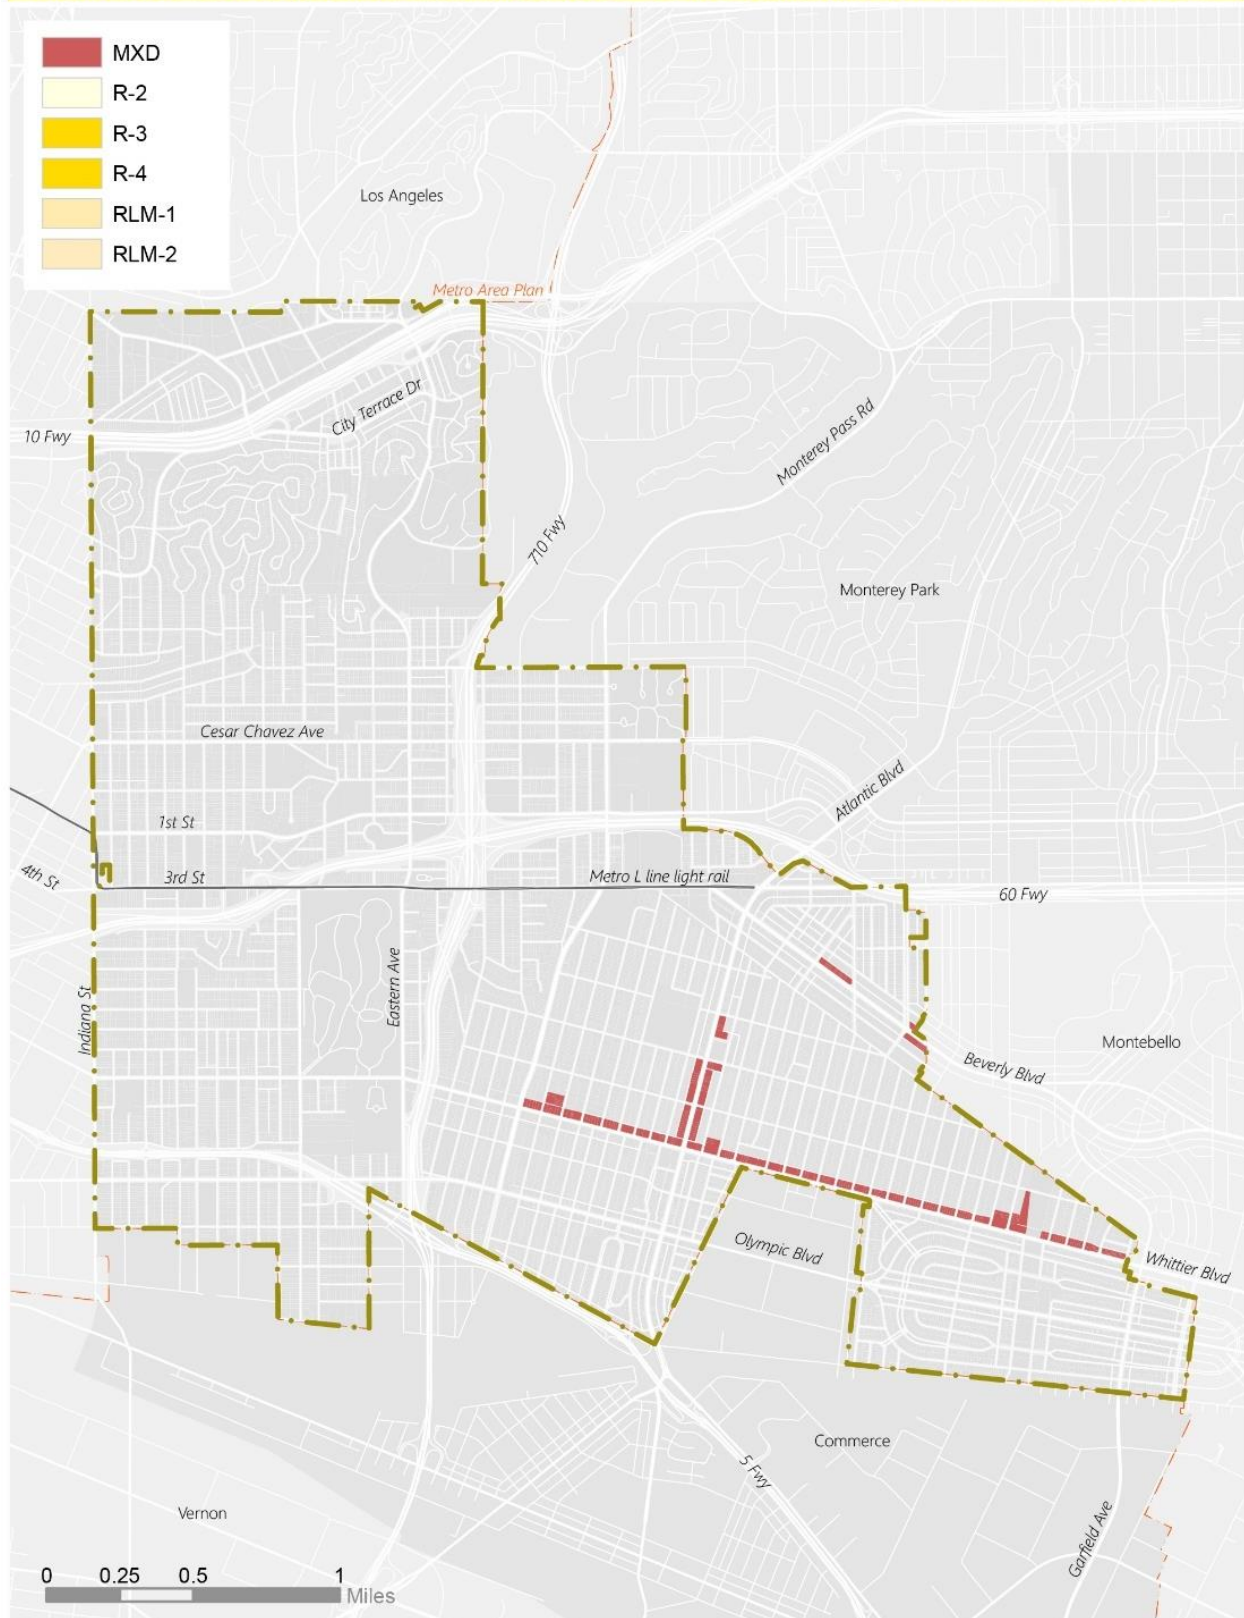 MXD
R-2
R-3
R-4
RLM-1
RLM-2
Los Angeles
Metro Area Plan
10 Fwy
City Terrace Dr
Monterey Pass Rd
710 Fwy
Monterey Park
Cesar Chavez Ave
Atlantic Blvd
1st St
4th St
3rd St
Metro L line light rail
60 Fwy
Eastern Ave
Indiana St
Montebello
Beverly Blvd
Olympic Blvd
Whittier Blvd
Commerce
5 Fwy
Vernon
Garfield Ave
0 0.25 0.5 1
Miles